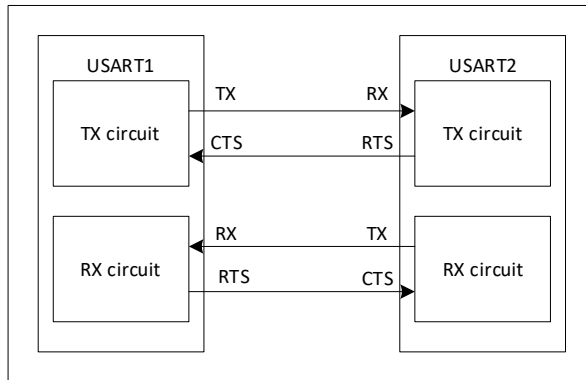 USART1 USART2
TX RX
TX circuit TX circuit
CTS RTS
RX TX
RX circuit RX circuit
RTS CTS